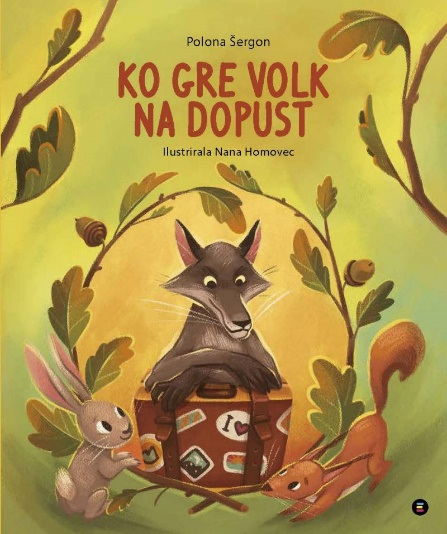 Polona Šergon
KO GRE VOLK
NA DOPUST
Ilustrirala Nana Homovec
I